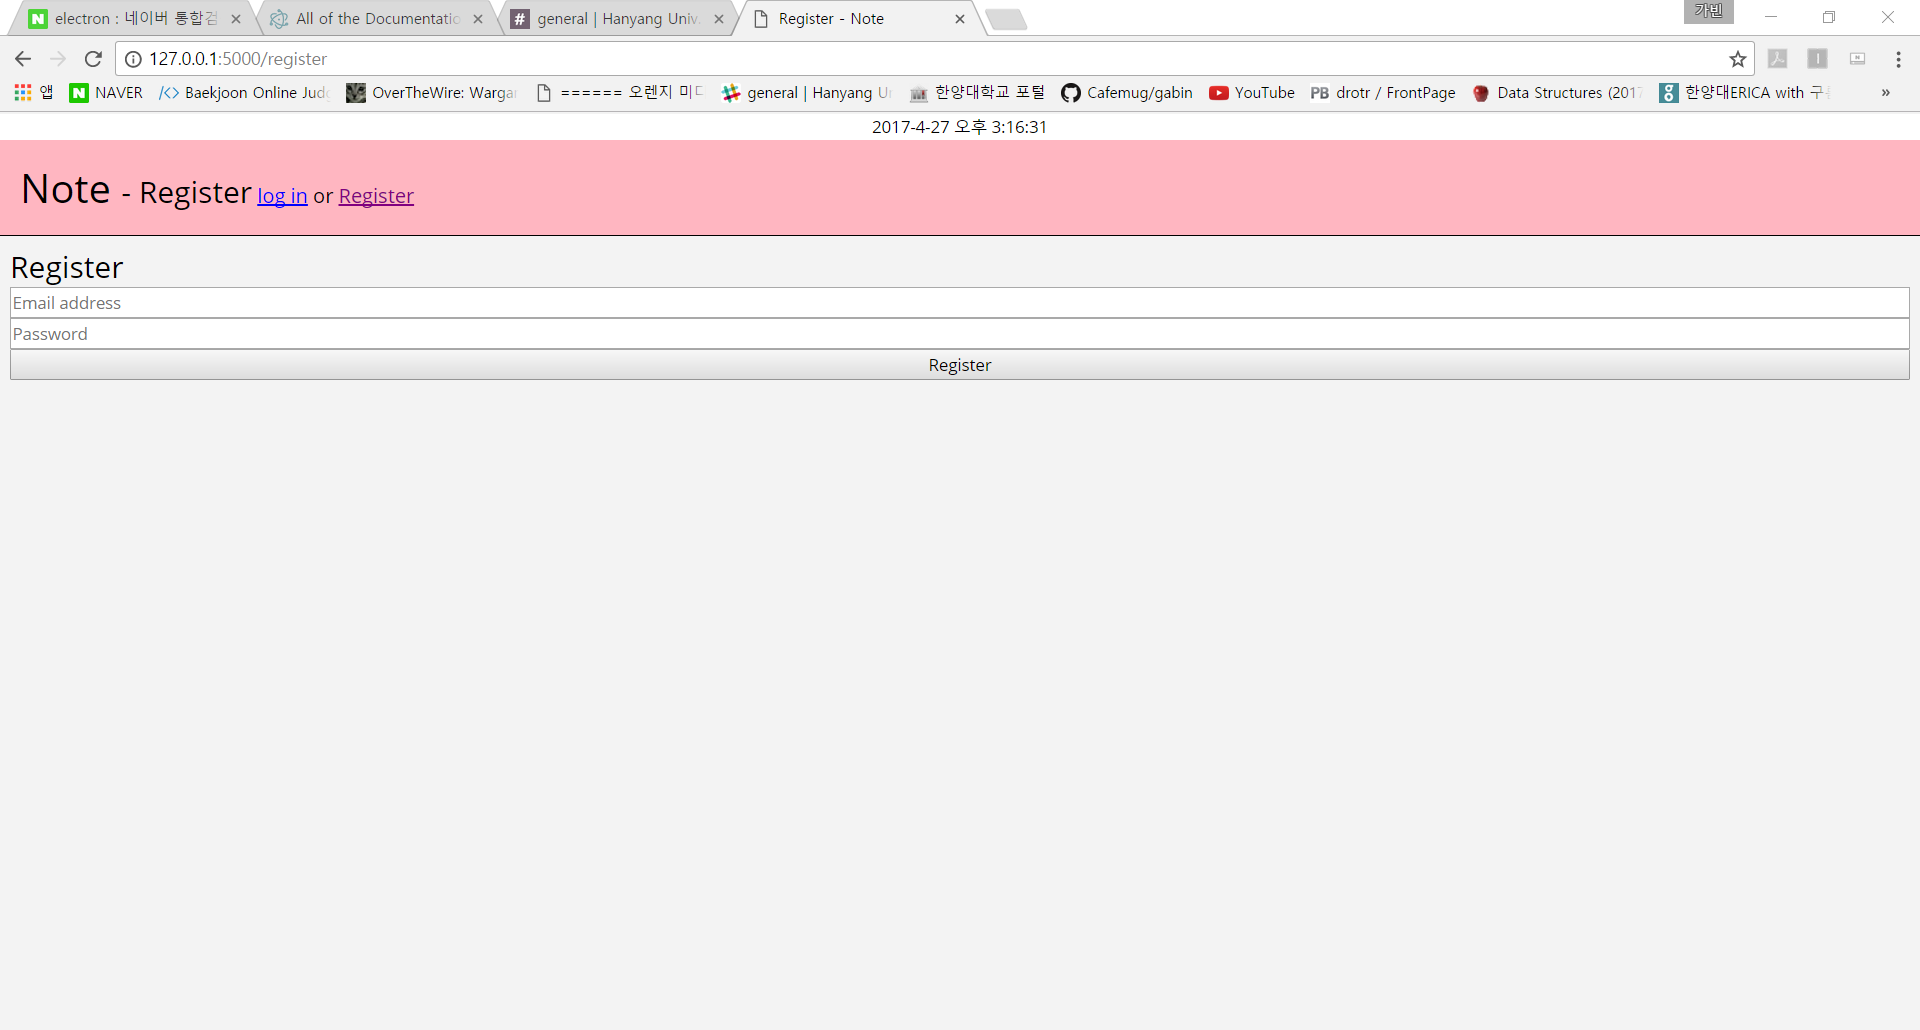 electron : 네이버 통합검
All of the Documentatio
general | Hanyang Univ.
Register - Note
가빈
127.0.0.1:5000/register
앱 NAVER Baekjoon Online Judg OverTheWire: Wargar ====== 오렌지 미디 general | Hanyang Un 한양대학교 포털 Cafemug/gabin YouTube PB drotr / FrontPage Data Structures (2017 한양대ERICA with 구름 »
2017-4-27 오후 3:16:31
Note - Register log in or Register
Register
Email address
Password
Register